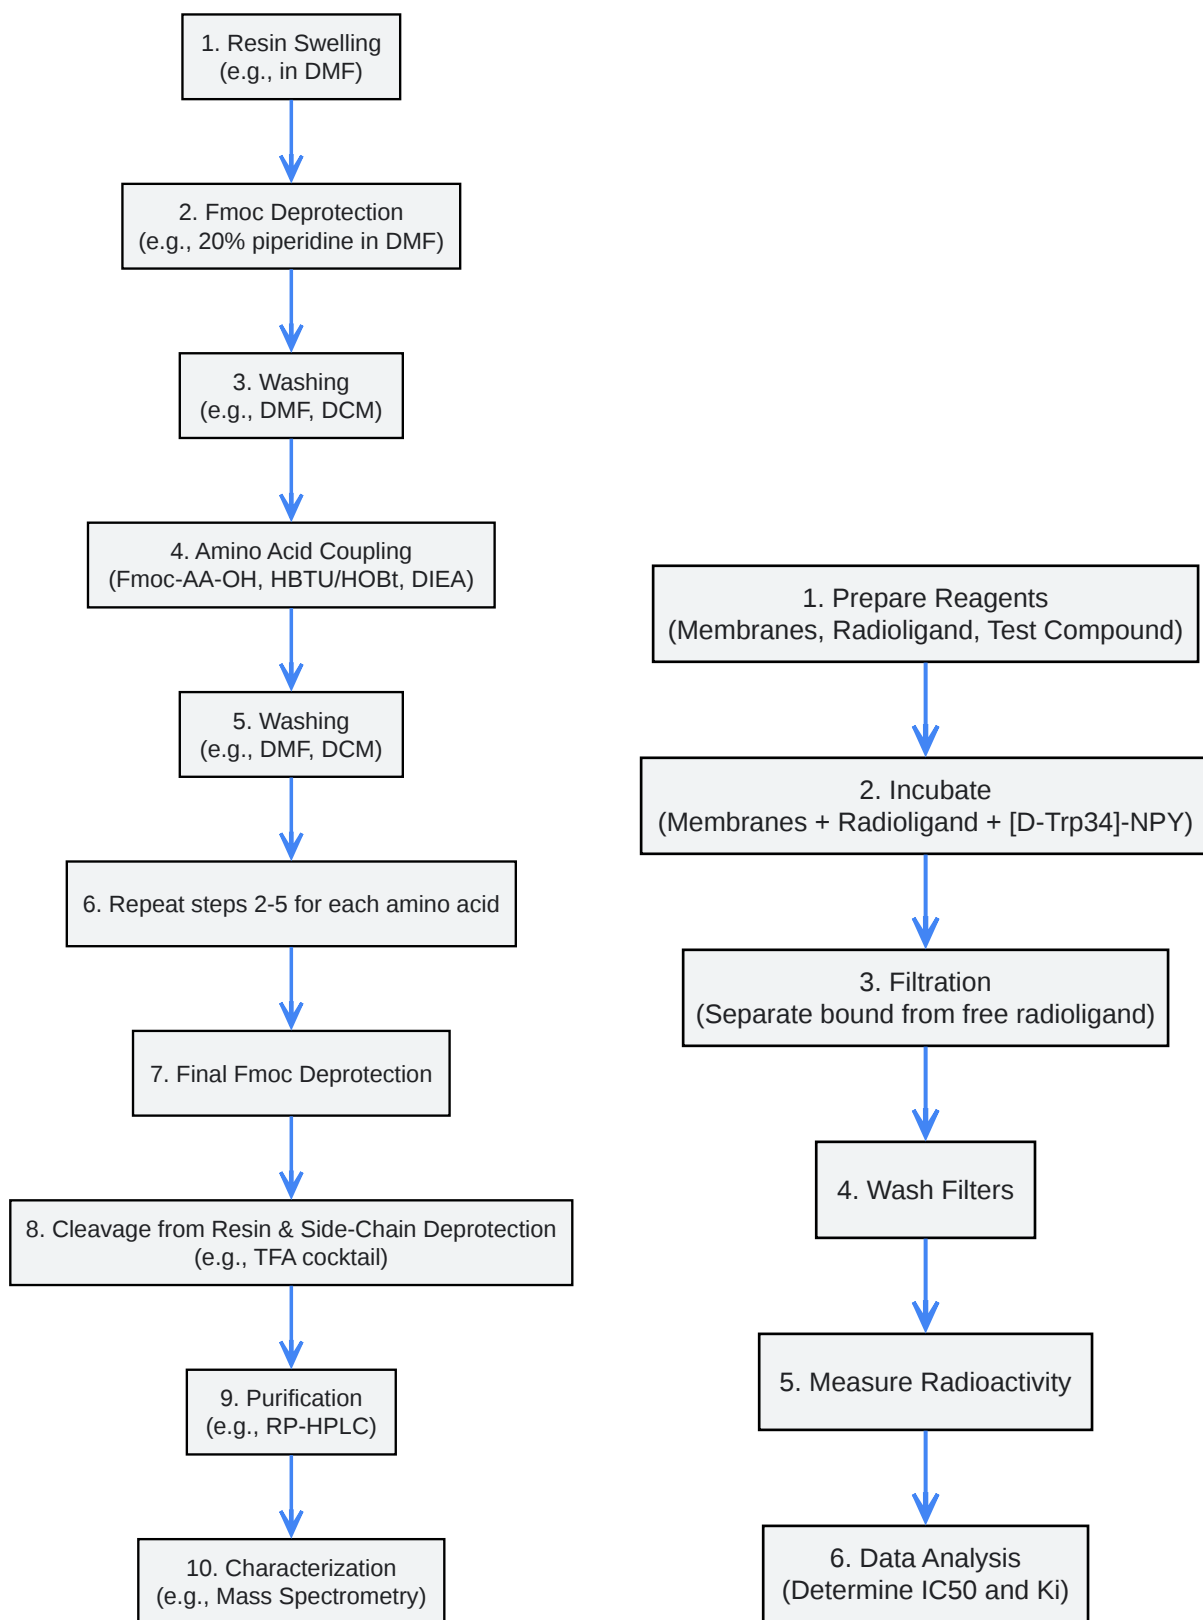 1. Resin Swelling
(e.g., in DMF)
2. Fmoc Deprotection
(e.g., 20% piperidine in DMF)
3. Washing
(e.g., DMF, DCM)
4. Amino Acid Coupling
(Fmoc-AA-OH, HBTU/HOBt, DIEA)
5. Washing
(e.g., DMF, DCM)
6. Repeat steps 2-5 for each amino acid
7. Final Fmoc Deprotection
8. Cleavage from Resin & Side-Chain Deprotection
(e.g., TFA cocktail)
9. Purification
(e.g., RP-HPLC)
10. Characterization
(e.g., Mass Spectrometry)
1. Prepare Reagents
(Membranes, Radioligand, Test Compound)
2. Incubate
(Membranes + Radioligand + [D-Trp34]-NPY)
3. Filtration
(Separate bound from free radioligand)
4. Wash Filters
5. Measure Radioactivity
6. Data Analysis
(Determine IC50 and Ki)